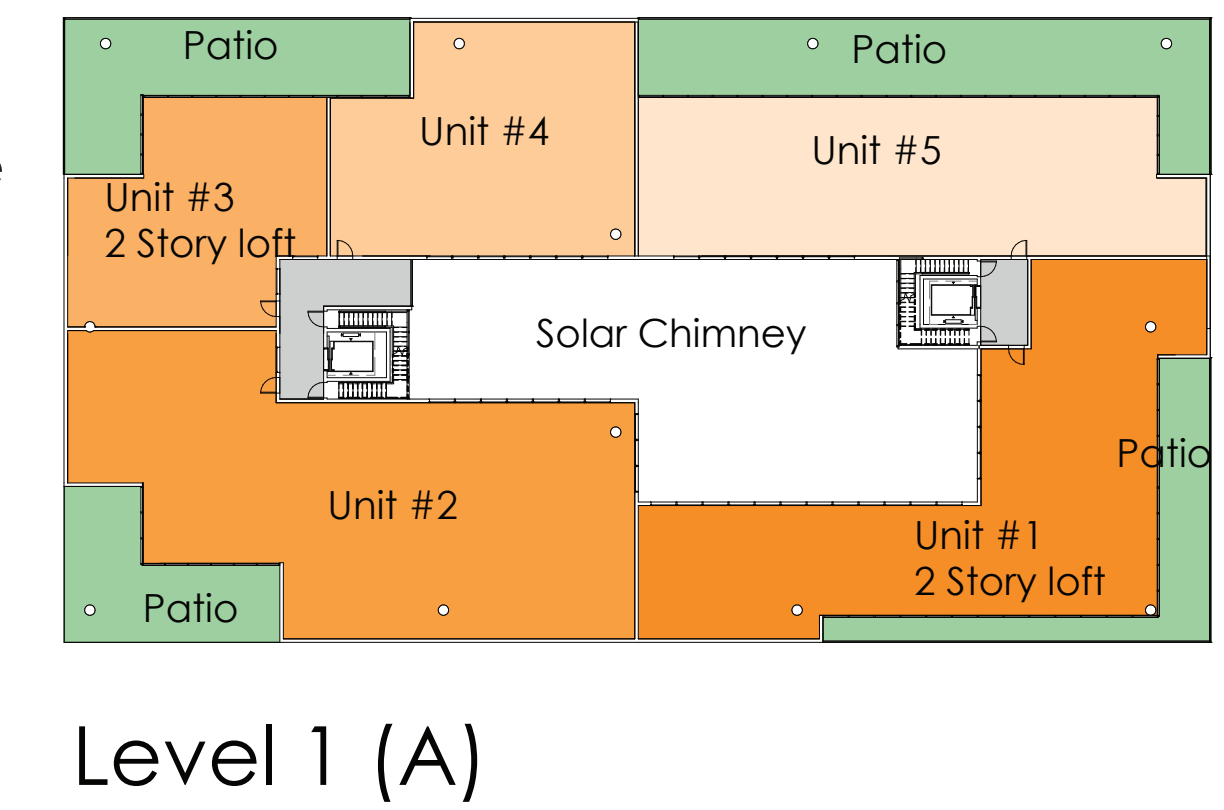 Patio
Patio
Unit #4
Unit #5
Unit #3
2 Story loft
Solar Chimney
Patio
Unit #2
Unit #1
2 Story loft
Patio
Level 1 (A)